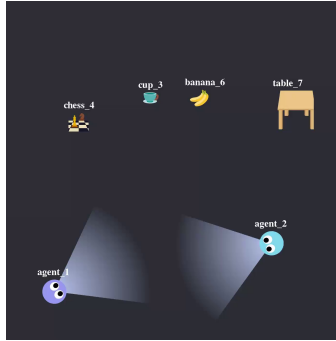 cup_3
banana_6
table_7
chess_4
agent_2
agent_1